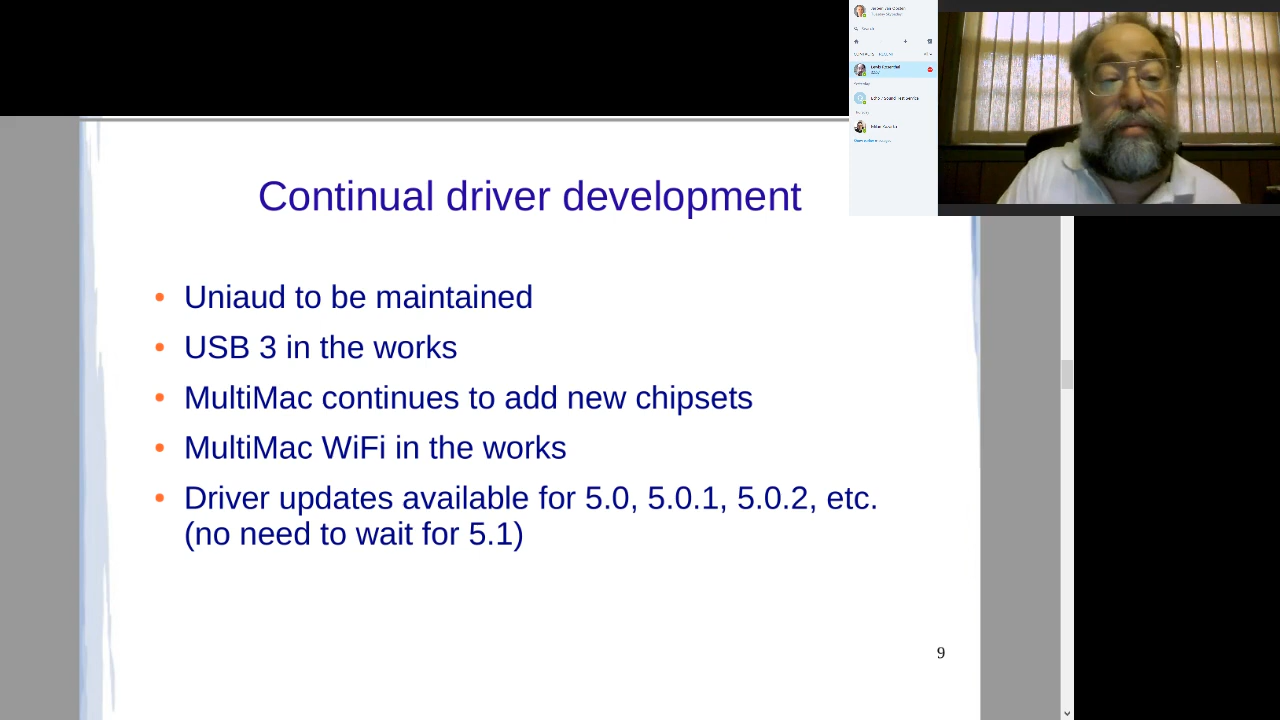 Search
Continual driver development
Uniaud to be maintained
USB 3 in the works
MultiMac continues to add new chipsets
MultiMac WiFi in the works
Driver updates available for 5.0, 5.0.1, 5.0.2, etc.
(no need to wait for 5.1)
9